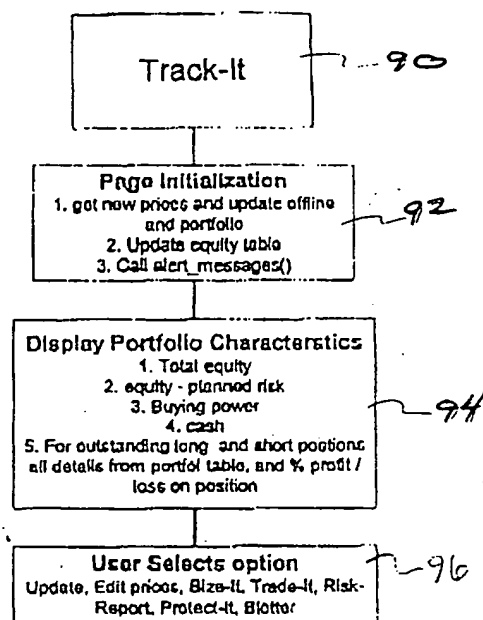 Track-It
90
Page Initialization
1. get new prices and update offline
and portfolio
2. Update equity table
3. Call alert_messages()
92
Display Portfolio Characterstics
1. Total equity
2. equity - planned risk
3. Buying power
4. cash
5. For outstanding long and short postions
all details from portfol table, and % profit /
loss on position
94
User Selects option
Update, Edit prices, Size-It, Trade-It, Risk-
Report, Protect-It, Blotter
96